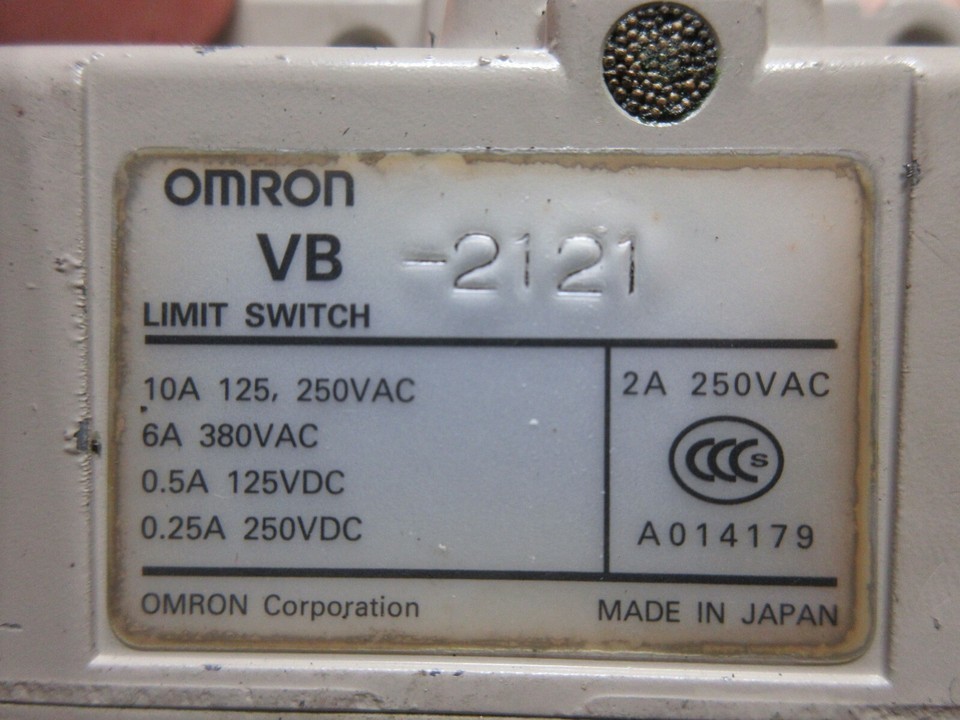 OMRON
VB -2121
LIMIT SWITCH
10A 125, 250VAC
6A 380VAC
0.5A 125VDC
0.25A 250VDC
2A 250VAC
CCC S
A014179
OMRON Corporation
MADE IN JAPAN